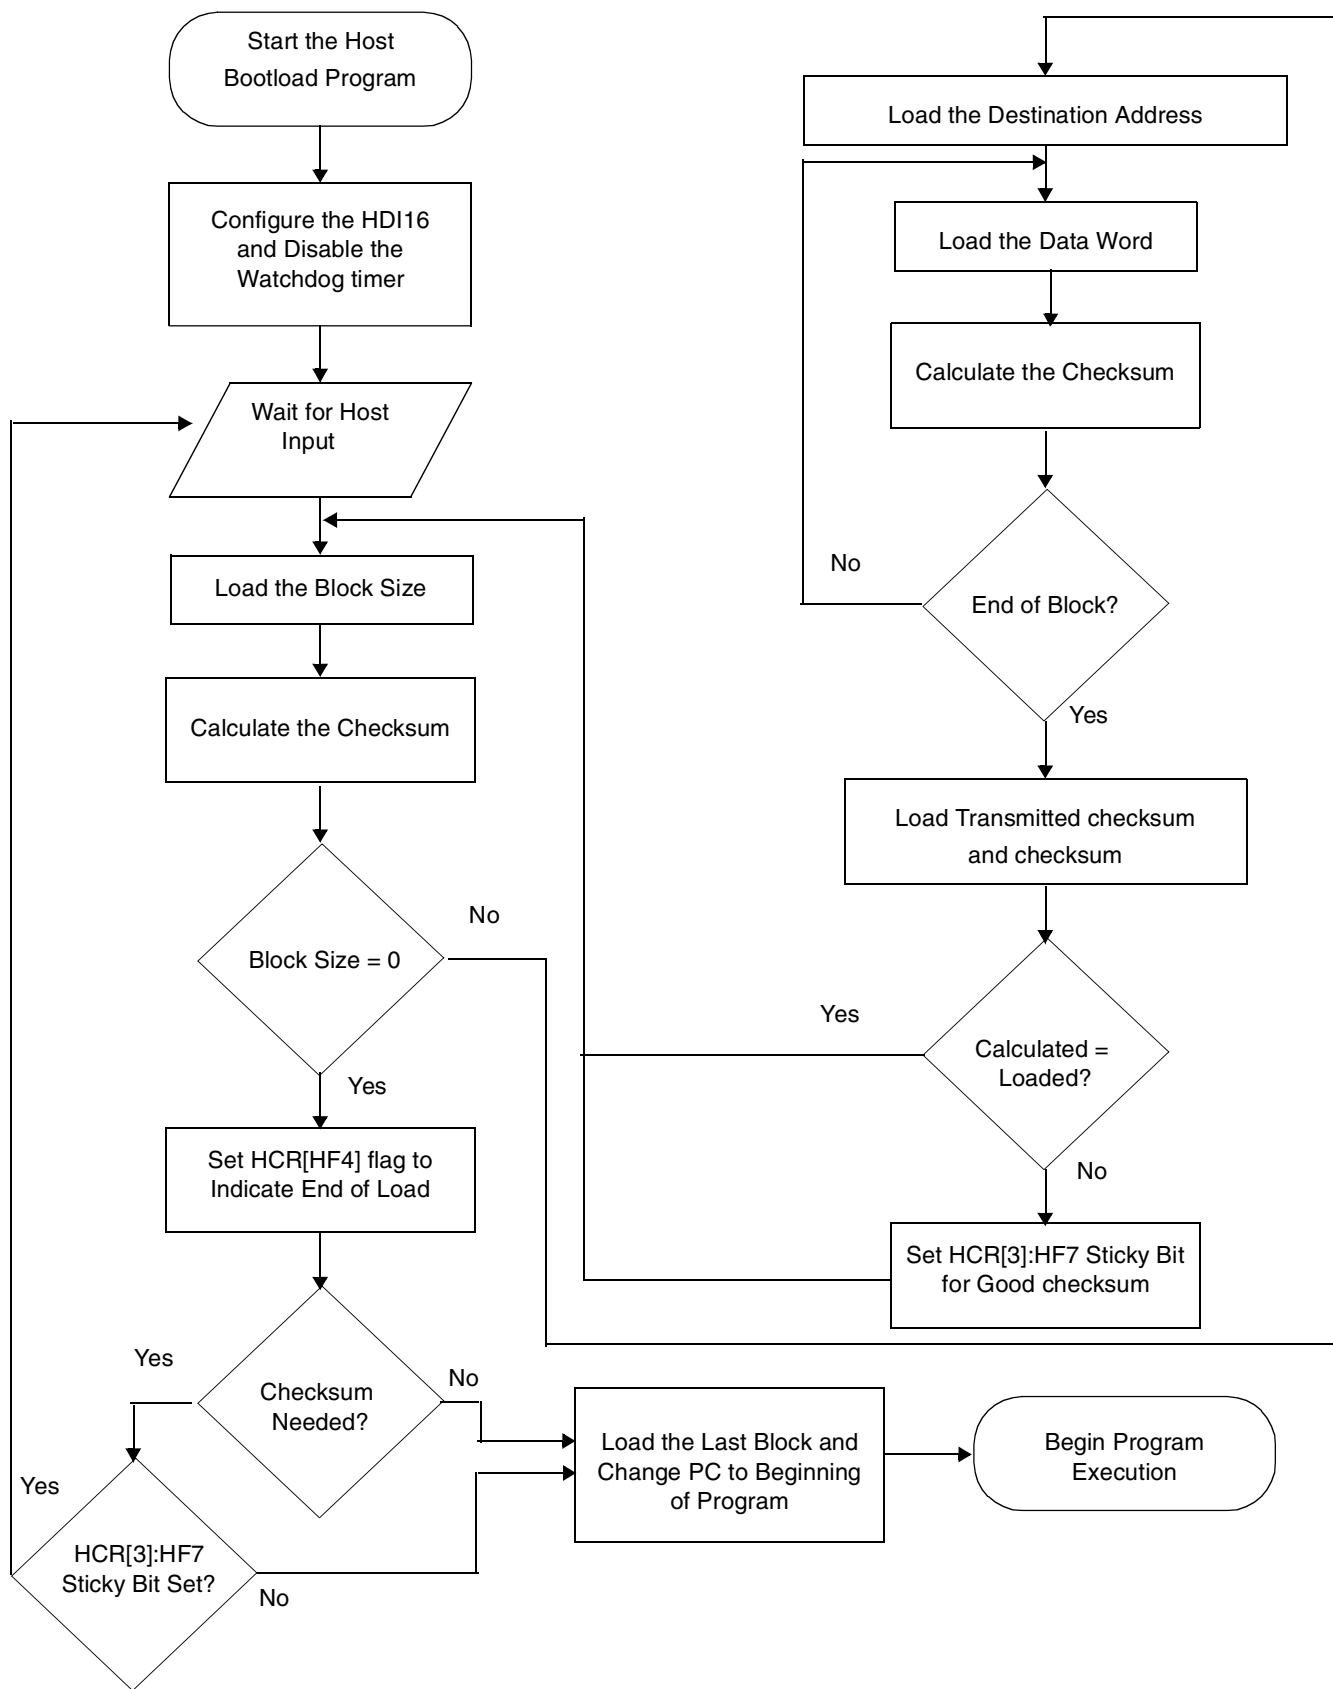 Start the Host
Bootload Program
Configure the HDI16
and Disable the
Watchdog timer
Wait for Host
Input
Load the Block Size
Calculate the Checksum
Block Size = 0
No
Yes
Set HCR[HF4] flag to
Indicate End of Load
Checksum
Needed?
Yes
No
HCR[3]:HF7
Sticky Bit Set?
Yes
No
Load the Last Block and
Change PC to Beginning
of Program
Begin Program
Execution
Load the Destination Address
Load the Data Word
Calculate the Checksum
End of Block?
No
Yes
Load Transmitted checksum
and checksum
Calculated =
Loaded?
Yes
No
Set HCR[3]:HF7 Sticky Bit
for Good checksum